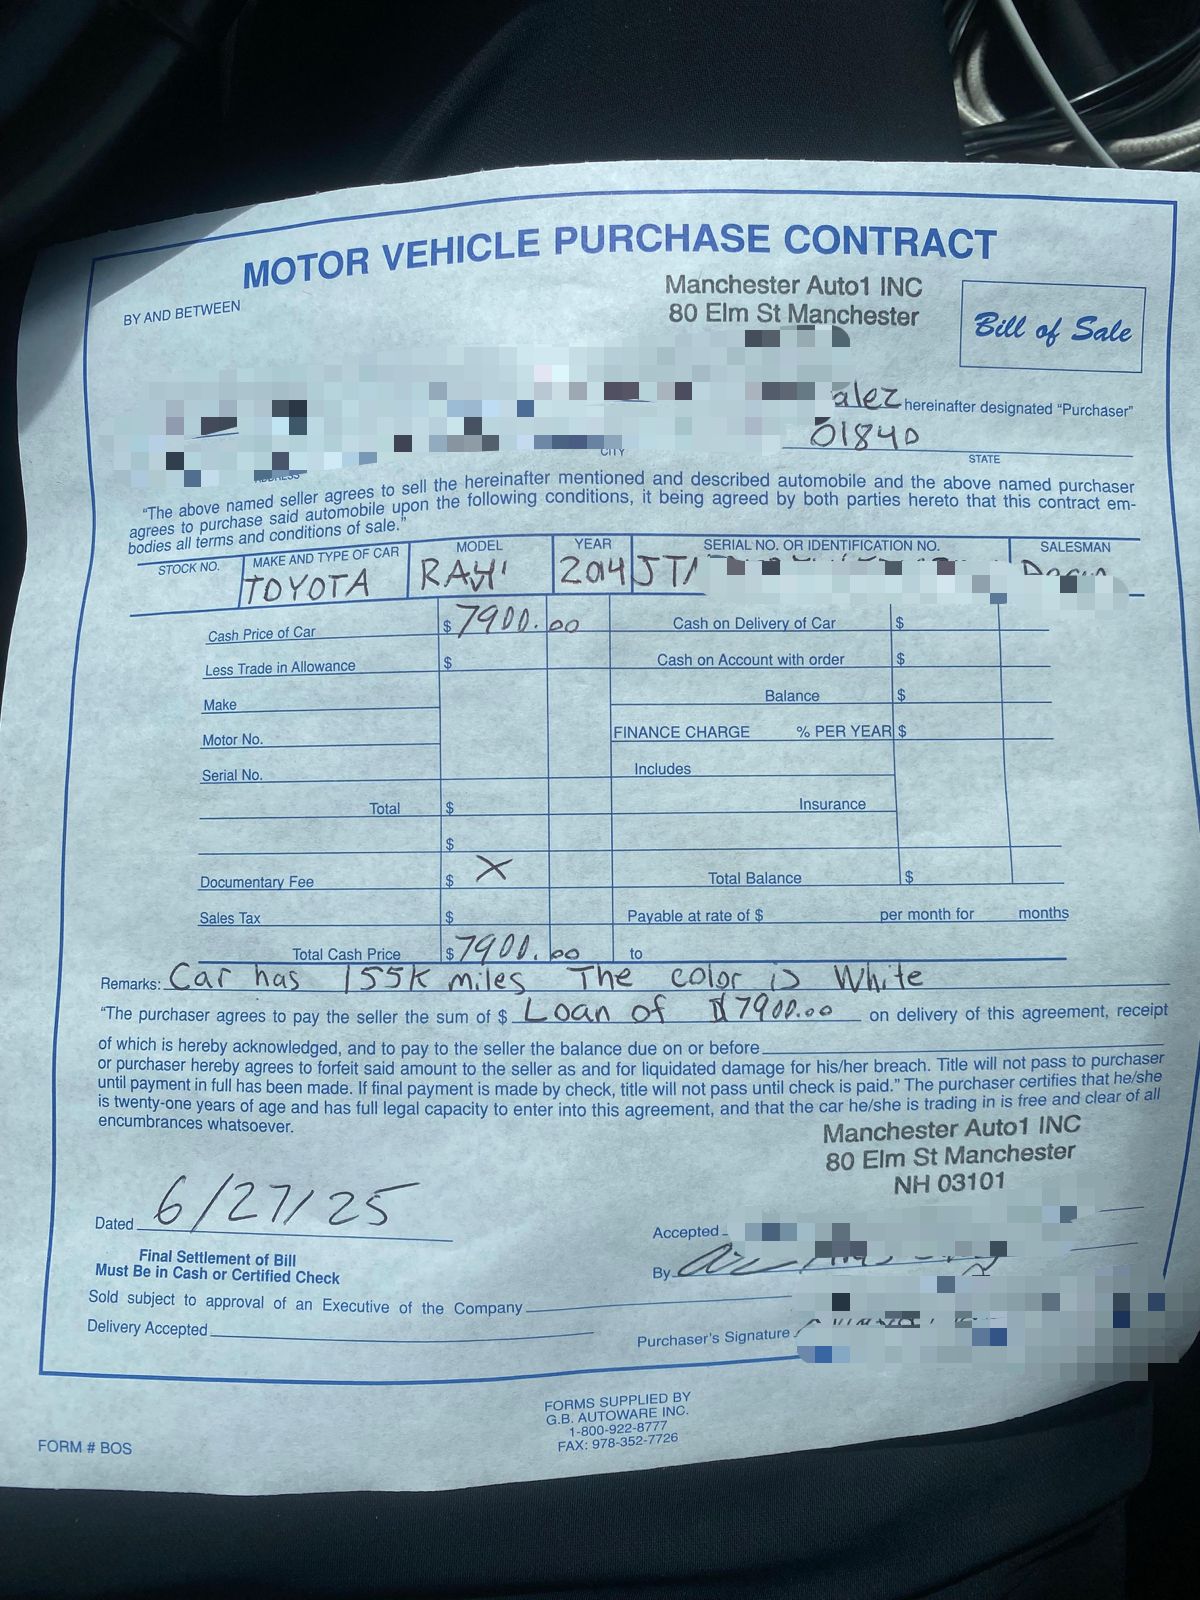 MOTOR VEHICLE PURCHASE CONTRACT
BY AND BETWEEN
Manchester Auto1 INC
80 Elm St Manchester
Bill of Sale
alez hereinafter designated "Purchaser"
01840
ADDRESS CITY STATE
"The above named seller agrees to sell the hereinafter mentioned and described automobile and the above named purchaser
agrees to purchase said automobile upon the following conditions, it being agreed by both parties hereto that this contract em-
bodies all terms and conditions of sale."
STOCK NO. MAKE AND TYPE OF CAR MODEL YEAR SERIAL NO. OR IDENTIFICATION NO. SALESMAN
TOYOTA 2014 JT
Cash Price of Car $ 7900.00 Cash on Delivery of Car $
Less Trade in Allowance $ Cash on Account with order $
Make Balance $
Motor No. FINANCE CHARGE % PER YEAR $
Serial No. Includes
Total $ Insurance
$
Documentary Fee $ X Total Balance $
Sales Tax $ Payable at rate of $ per month for months
Total Cash Price $ 7900.00 to
Remarks: Car has 155K miles The color is White
"The purchaser agrees to pay the seller the sum of $ Loan of $7900.00 on delivery of this agreement, receipt
of which is hereby acknowledged, and to pay to the seller the balance due on or before
or purchaser hereby agrees to forfeit said amount to the seller as and for liquidated damage for his/her breach. Title will not pass to purchaser
until payment in full has been made. If final payment is made by check, title will not pass until check is paid." The purchaser certifies that he/she
is twenty-one years of age and has full legal capacity to enter into this agreement, and that the car he/she is trading in is free and clear of all
encumbrances whatsoever.
Manchester Auto1 INC
80 Elm St Manchester
NH 03101
Dated 6/27/25
Accepted
Final Settlement of Bill
Must Be in Cash or Certified Check
By
Sold subject to approval of an Executive of the Company
Delivery Accepted
Purchaser's Signature
FORMS SUPPLIED BY
G.B. AUTOWARE INC.
1-800-922-8777
FAX: 978-352-7726
FORM # BOS